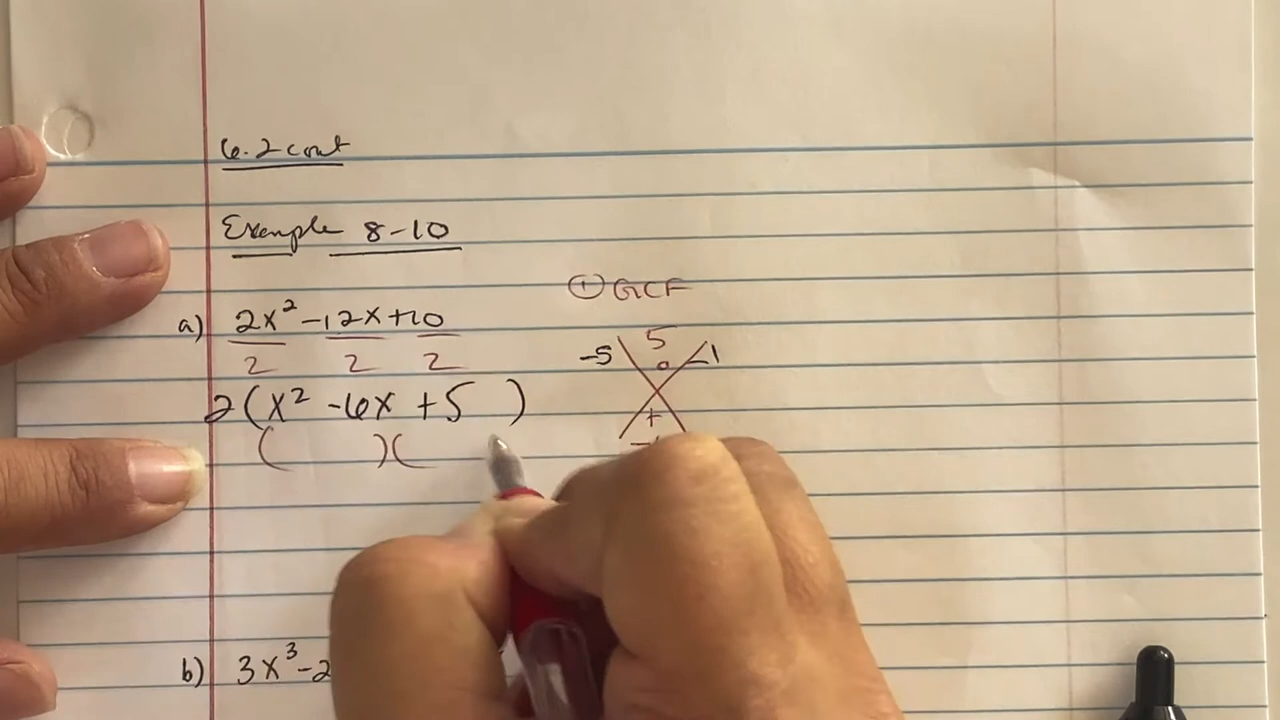 6.2 cont
Example 8-10
① GCF
a) 2x² -12x+10
2 2 2
5
-5 -1
2(x² -6x +5 )
+
( )(
b) 3x³-2